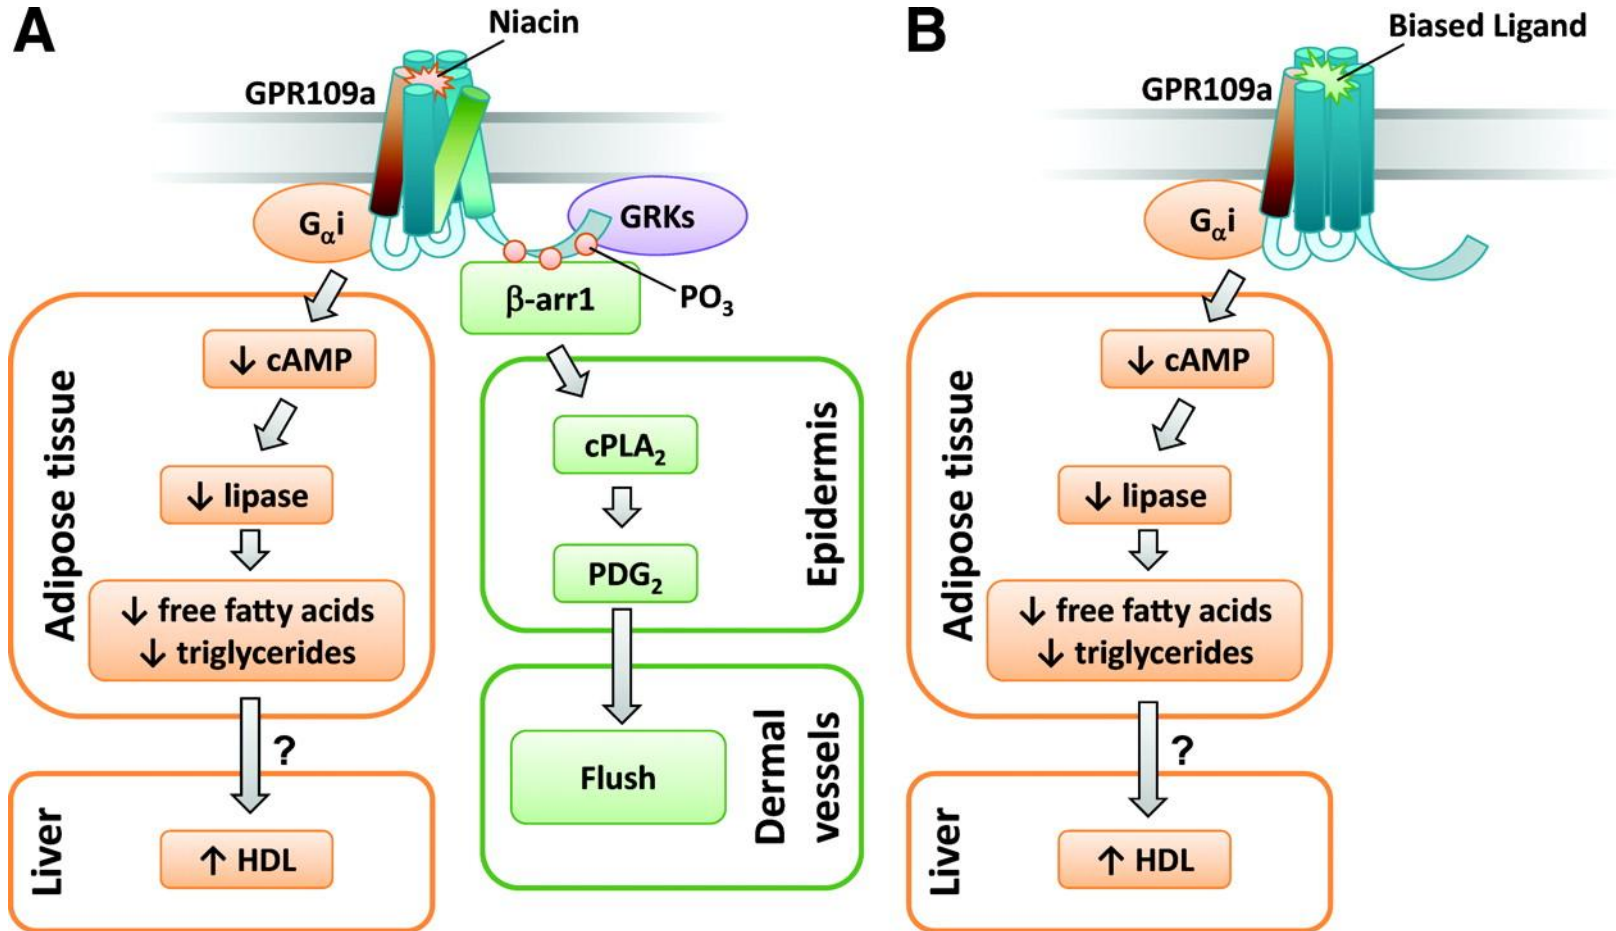 A
Niacin
GPR109a
Gαi
GRKs
β-arr1
PO3
Adipose tissue
↓ cAMP
↓ lipase
↓ free fatty acids
↓ triglycerides
?
Liver
↑ HDL
Epidermis
cPLA2
PDG2
Dermal
vessels
Flush
B
Biased Ligand
GPR109a
Gαi
Adipose tissue
↓ cAMP
↓ lipase
↓ free fatty acids
↓ triglycerides
?
Liver
↑ HDL